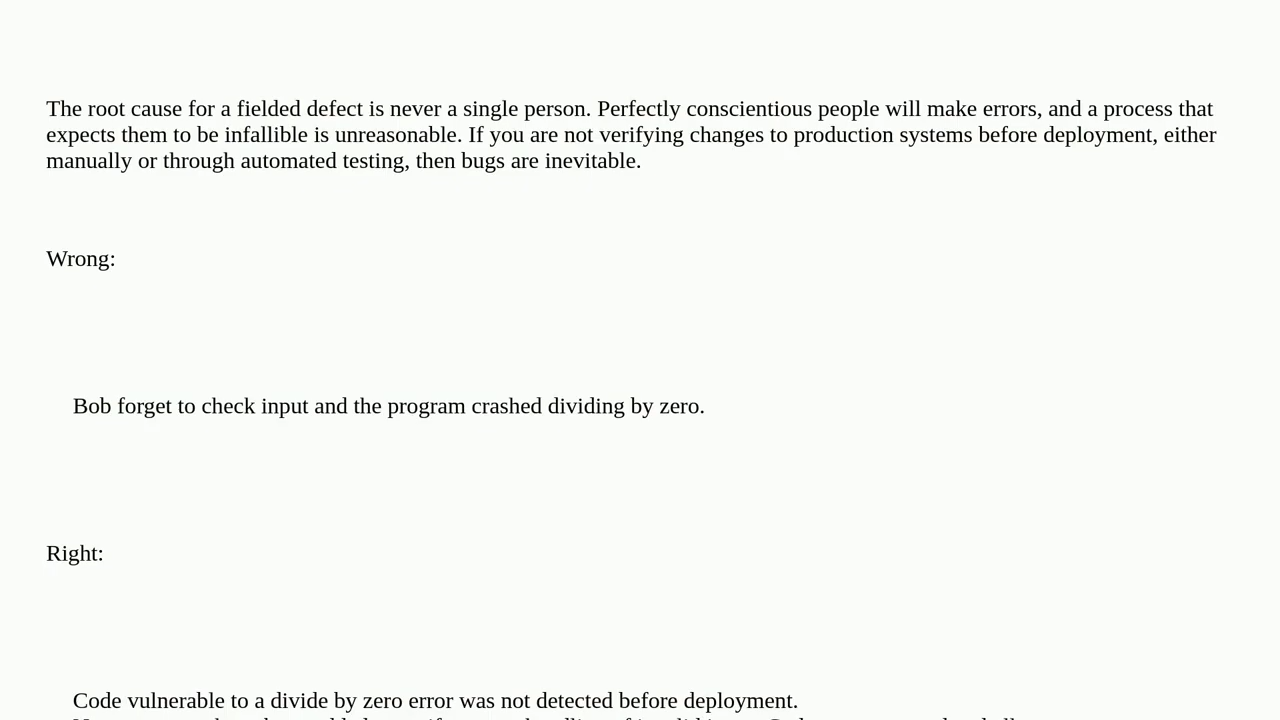 The root cause for a fielded defect is never a single person. Perfectly conscientious people will make errors, and a process that
expects them to be infallible is unreasonable. If you are not verifying changes to production systems before deployment, either
manually or through automated testing, then bugs are inevitable.
Wrong:
Bob forget to check input and the program crashed dividing by zero.
Right:
Code vulnerable to a divide by zero error was not detected before deployment.